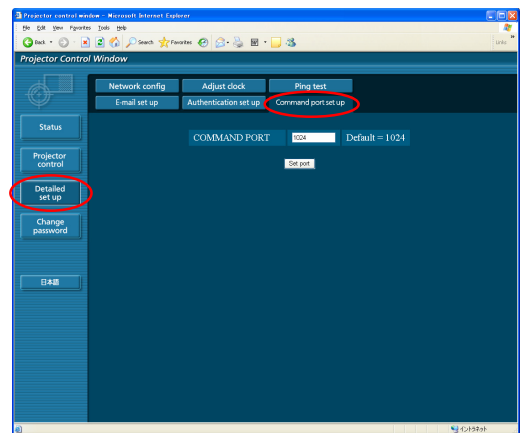 Projector control window - Microsoft Internet Explorer
File Edit View Favorites Tools Help
Back Search Favorites Links
Projector Control Window
Network config Adjust clock Ping test
E-mail set up Authentication set up Command port set up
Status
COMMAND PORT 1024 Default = 1024
Projector
control
Set port
Detailed
set up
Change
password
日本語
イントラネット